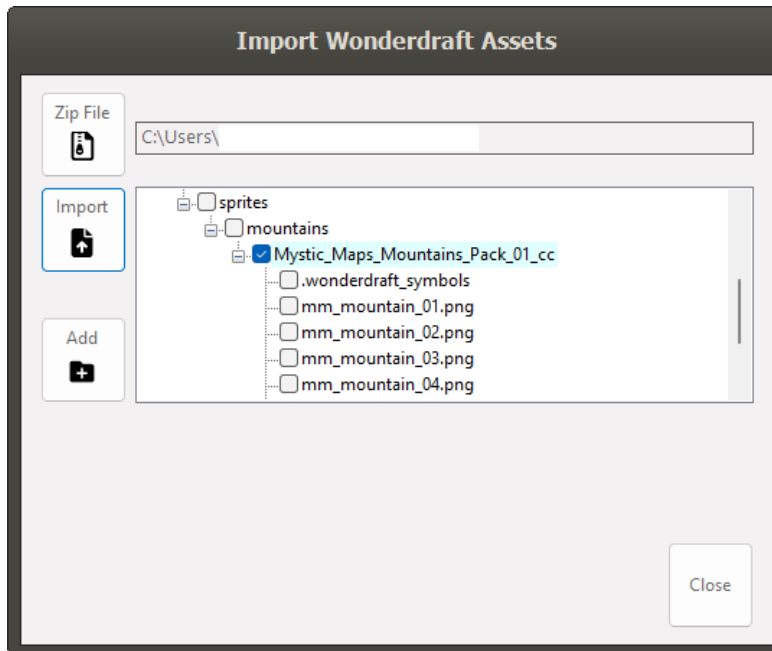 Import Wonderdraft Assets
Zip File
C:\Users\
Import
sprites
mountains
Mystic_Maps_Mountains_Pack_01_cc
.wonderdraft_symbols
mm_mountain_01.png
mm_mountain_02.png
mm_mountain_03.png
mm_mountain_04.png
Add
Close